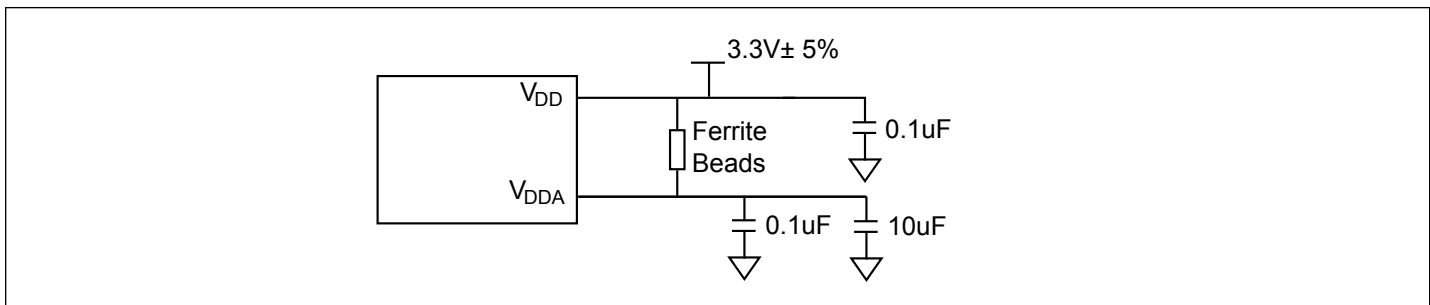 3.3V± 5%
VDD
Ferrite
Beads
0.1uF
VDDA
0.1uF
10uF